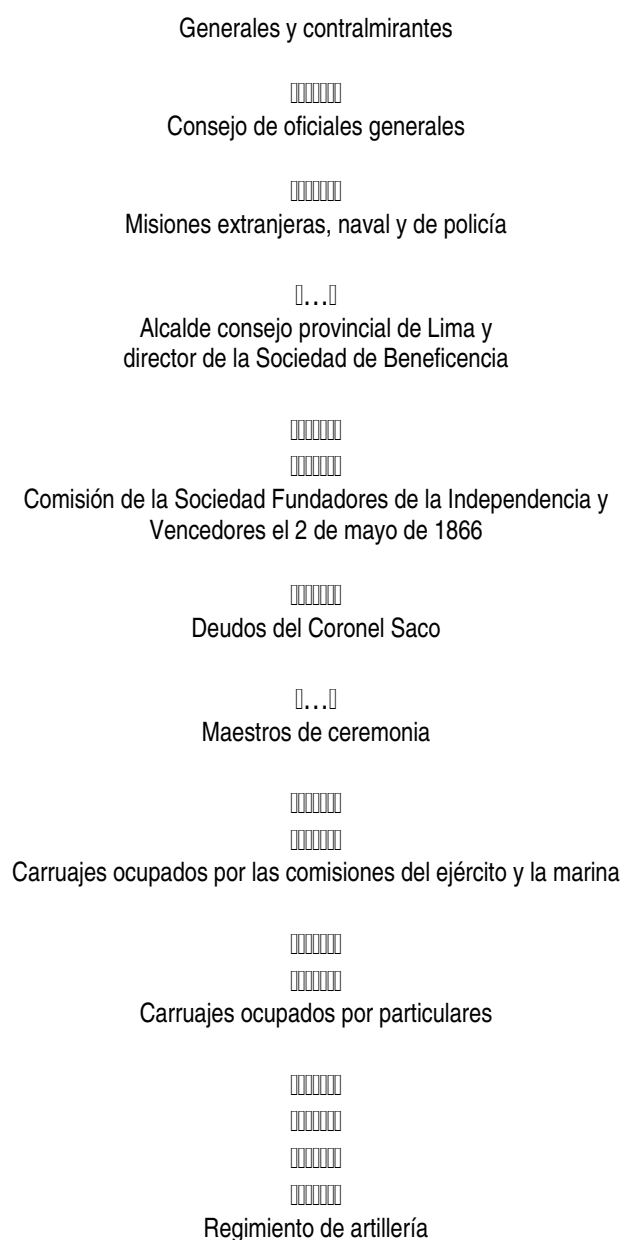 Generales y contralmirantes
Consejo de oficiales generales
Misiones extranjeras, naval y de policía
…
Alcalde consejo provincial de Lima y
director de la Sociedad de Beneficencia
Comisión de la Sociedad Fundadores de la Independencia y
Vencedores el 2 de mayo de 1866
Deudos del Coronel Saco
…
Maestros de ceremonia
Carruajes ocupados por las comisiones del ejército y la marina
Carruajes ocupados por particulares
Regimiento de artillería